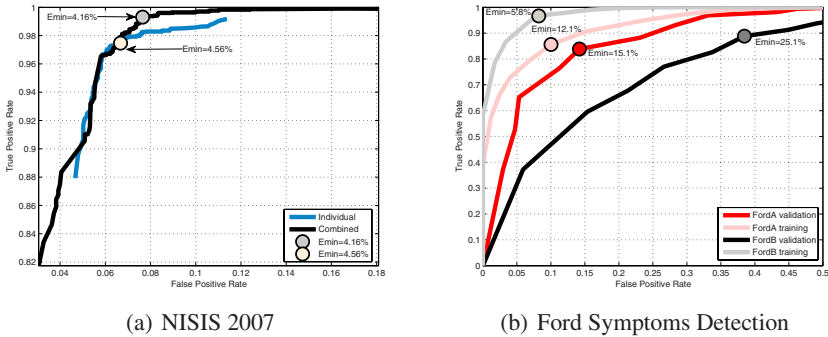 1
0.98
0.96
0.94
0.92
0.9
0.88
0.86
0.84
0.82
True Positive Rate
Emin=4.16%
Emin=4.56%
Individual
Combined
Emin=4.16%
Emin=4.56%
0.04 0.06 0.08 0.1 0.12 0.14 0.16 0.18
False Positive Rate
(a) NISIS 2007
1
0.9
0.8
0.7
0.6
0.5
0.4
0.3
0.2
0.1
0
True Positive Rate
Emin=5.8%
Emin=12.1%
Emin=15.1%
Emin=25.1%
FordA validation
FordA training
FordB validation
FordB training
0 0.05 0.1 0.15 0.2 0.25 0.3 0.35 0.4 0.45 0.5
False Positive Rate
(b) Ford Symptoms Detection